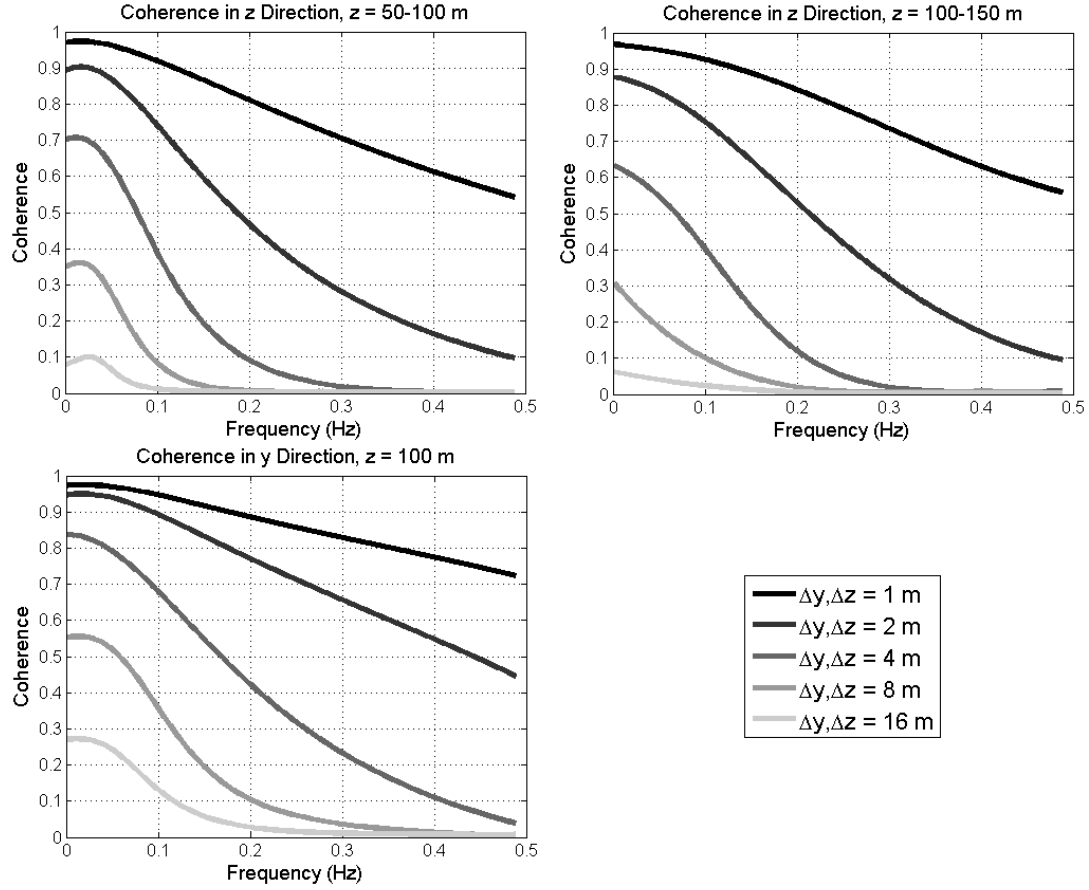 Coherence in z Direction, z = 50-100 m
1
0.9
0.8
0.7
0.6
0.5
0.4
0.3
0.2
0.1
0
Coherence
0 0.1 0.2 0.3 0.4 0.5
Frequency (Hz)
Coherence in z Direction, z = 100-150 m
1
0.9
0.8
0.7
0.6
0.5
0.4
0.3
0.2
0.1
0
Coherence
0 0.1 0.2 0.3 0.4 0.5
Frequency (Hz)
Coherence in y Direction, z = 100 m
1
0.9
0.8
0.7
0.6
0.5
0.4
0.3
0.2
0.1
0
Coherence
0 0.1 0.2 0.3 0.4 0.5
Frequency (Hz)
Δy,Δz = 1 m
Δy,Δz = 2 m
Δy,Δz = 4 m
Δy,Δz = 8 m
Δy,Δz = 16 m